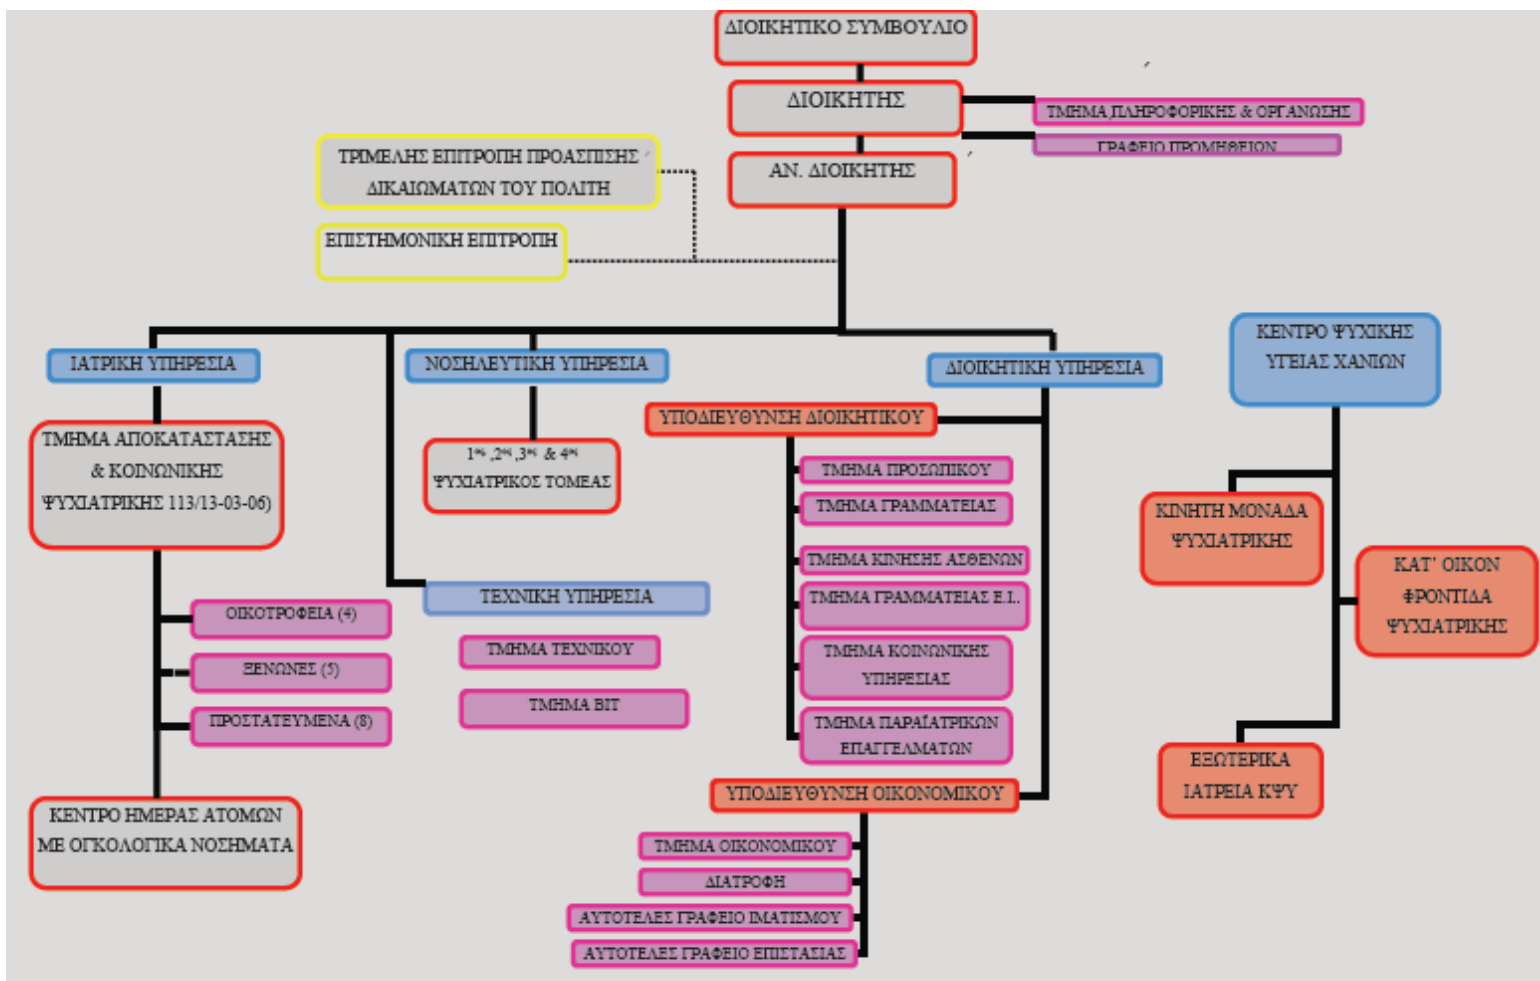 ΔΙΟΙΚΗΤΙΚΟ ΣΥΜΒΟΥΛΙΟ
ΔΙΟΙΚΗΤΗΣ
ΤΜΗΜΑ ΠΛΗΡΟΦΟΡΙΚΗΣ & ΟΡΓΑΝΩΣΗΣ
ΓΡΑΦΕΙΟ ΠΡΟΜΗΘΕΙΩΝ
ΑΝ. ΔΙΟΙΚΗΤΗΣ
ΤΡΙΜΕΛΗΣ ΕΠΙΤΡΟΠΗ ΠΡΟΑΣΠΙΣΗΣ
ΔΙΚΑΙΩΜΑΤΩΝ ΤΟΥ ΠΟΛΙΤΗ
ΕΠΙΣΤΗΜΟΝΙΚΗ ΕΠΙΤΡΟΠΗ
ΙΑΤΡΙΚΗ ΥΠΗΡΕΣΙΑ
ΤΜΗΜΑ ΑΠΟΚΑΤΑΣΤΑΣΗΣ
& ΚΟΙΝΩΝΙΚΗΣ
ΨΥΧΙΑΤΡΙΚΗΣ 113/13-03-06)
ΟΙΚΟΤΡΟΦΕΙΑ (4)
ΞΕΝΩΝΕΣ (5)
ΠΡΟΣΤΑΤΕΥΜΕΝΑ (8)
ΚΕΝΤΡΟ ΗΜΕΡΑΣ ΑΤΟΜΩΝ
ΜΕ ΟΓΚΟΛΟΓΙΚΑ ΝΟΣΗΜΑΤΑ
ΝΟΣΗΛΕΥΤΙΚΗ ΥΠΗΡΕΣΙΑ
1ος ,2ος ,3ος & 4ος
ΨΥΧΙΑΤΡΙΚΟΣ ΤΟΜΕΑΣ
ΤΕΧΝΙΚΗ ΥΠΗΡΕΣΙΑ
ΤΜΗΜΑ ΤΕΧΝΙΚΟΥ
ΤΜΗΜΑ ΒΙΤ
ΔΙΟΙΚΗΤΙΚΗ ΥΠΗΡΕΣΙΑ
ΥΠΟΔΙΕΥΘΥΝΣΗ ΔΙΟΙΚΗΤΙΚΟΥ
ΤΜΗΜΑ ΠΡΟΣΩΠΙΚΟΥ
ΤΜΗΜΑ ΓΡΑΜΜΑΤΕΙΑΣ
ΤΜΗΜΑ ΚΙΝΗΣΗΣ ΑΣΘΕΝΩΝ
ΤΜΗΜΑ ΓΡΑΜΜΑΤΕΙΑΣ Ε.Ι..
ΤΜΗΜΑ ΚΟΙΝΩΝΙΚΗΣ
ΥΠΗΡΕΣΙΑΣ
ΤΜΗΜΑ ΠΑΡΑΪΑΤΡΙΚΩΝ
ΕΠΑΓΓΕΛΜΑΤΩΝ
ΥΠΟΔΙΕΥΘΥΝΣΗ ΟΙΚΟΝΟΜΙΚΟΥ
ΤΜΗΜΑ ΟΙΚΟΝΟΜΙΚΟΥ
ΔΙΑΤΡΟΦΗ
ΑΥΤΟΤΕΛΕΣ ΓΡΑΦΕΙΟ ΙΜΑΤΙΣΜΟΥ
ΑΥΤΟΤΕΛΕΣ ΓΡΑΦΕΙΟ ΕΠΙΣΤΑΣΙΑΣ
ΚΕΝΤΡΟ ΨΥΧΙΚΗΣ
ΥΓΕΙΑΣ ΧΑΝΙΩΝ
ΚΙΝΗΤΗ ΜΟΝΑΔΑ
ΨΥΧΙΑΤΡΙΚΗΣ
ΚΑΤ' ΟΙΚΟΝ
ΦΡΟΝΤΙΔΑ
ΨΥΧΙΑΤΡΙΚΗΣ
ΕΞΩΤΕΡΙΚΑ
ΙΑΤΡΕΙΑ ΚΨΥ